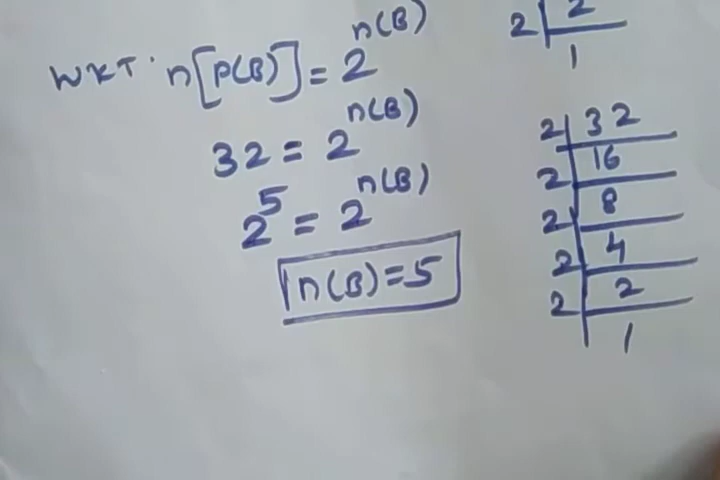 WKT. n[P(B)] = 2^n(B)
32 = 2^n(B)
2^5 = 2^n(B)
n(B) = 5
2 | 2
1
2 | 32
2 | 16
2 | 8
2 | 4
2 | 2
1